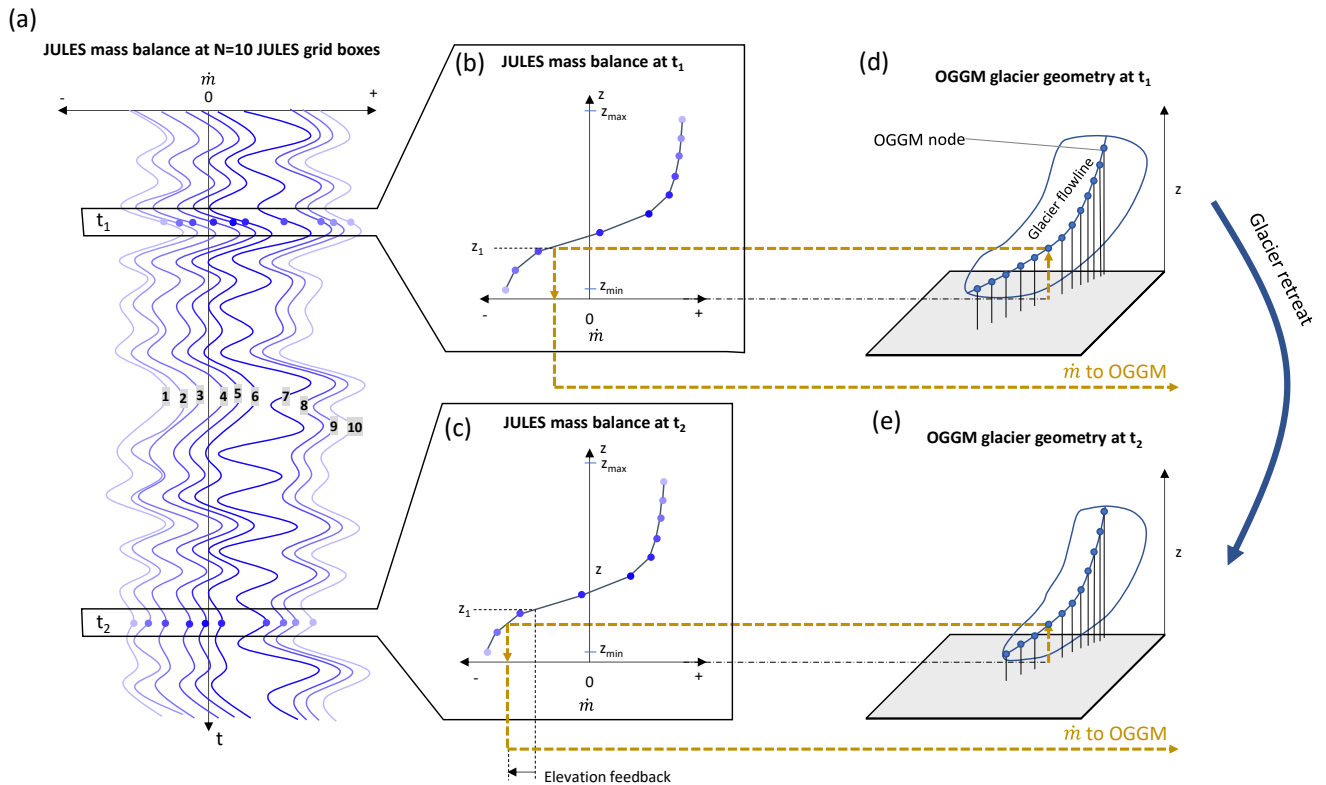 (a)
JULES mass balance at N=10 JULES grid boxes
ṁ
- 0 +
t₁
1 2 3 4 5 6 7 8 9 10
t₂
t
(b)
JULES mass balance at t₁
z
zₘₐₓ
z₁
zₘᵢₙ
- 0 +
ṁ
(d)
OGGM glacier geometry at t₁
OGGM node
Glacier flowline
z
ṁ to OGGM
Glacier retreat
(c)
JULES mass balance at t₂
z
zₘₐₓ
z
z₁
zₘᵢₙ
- 0 +
ṁ
Elevation feedback
(e)
OGGM glacier geometry at t₂
z
ṁ to OGGM